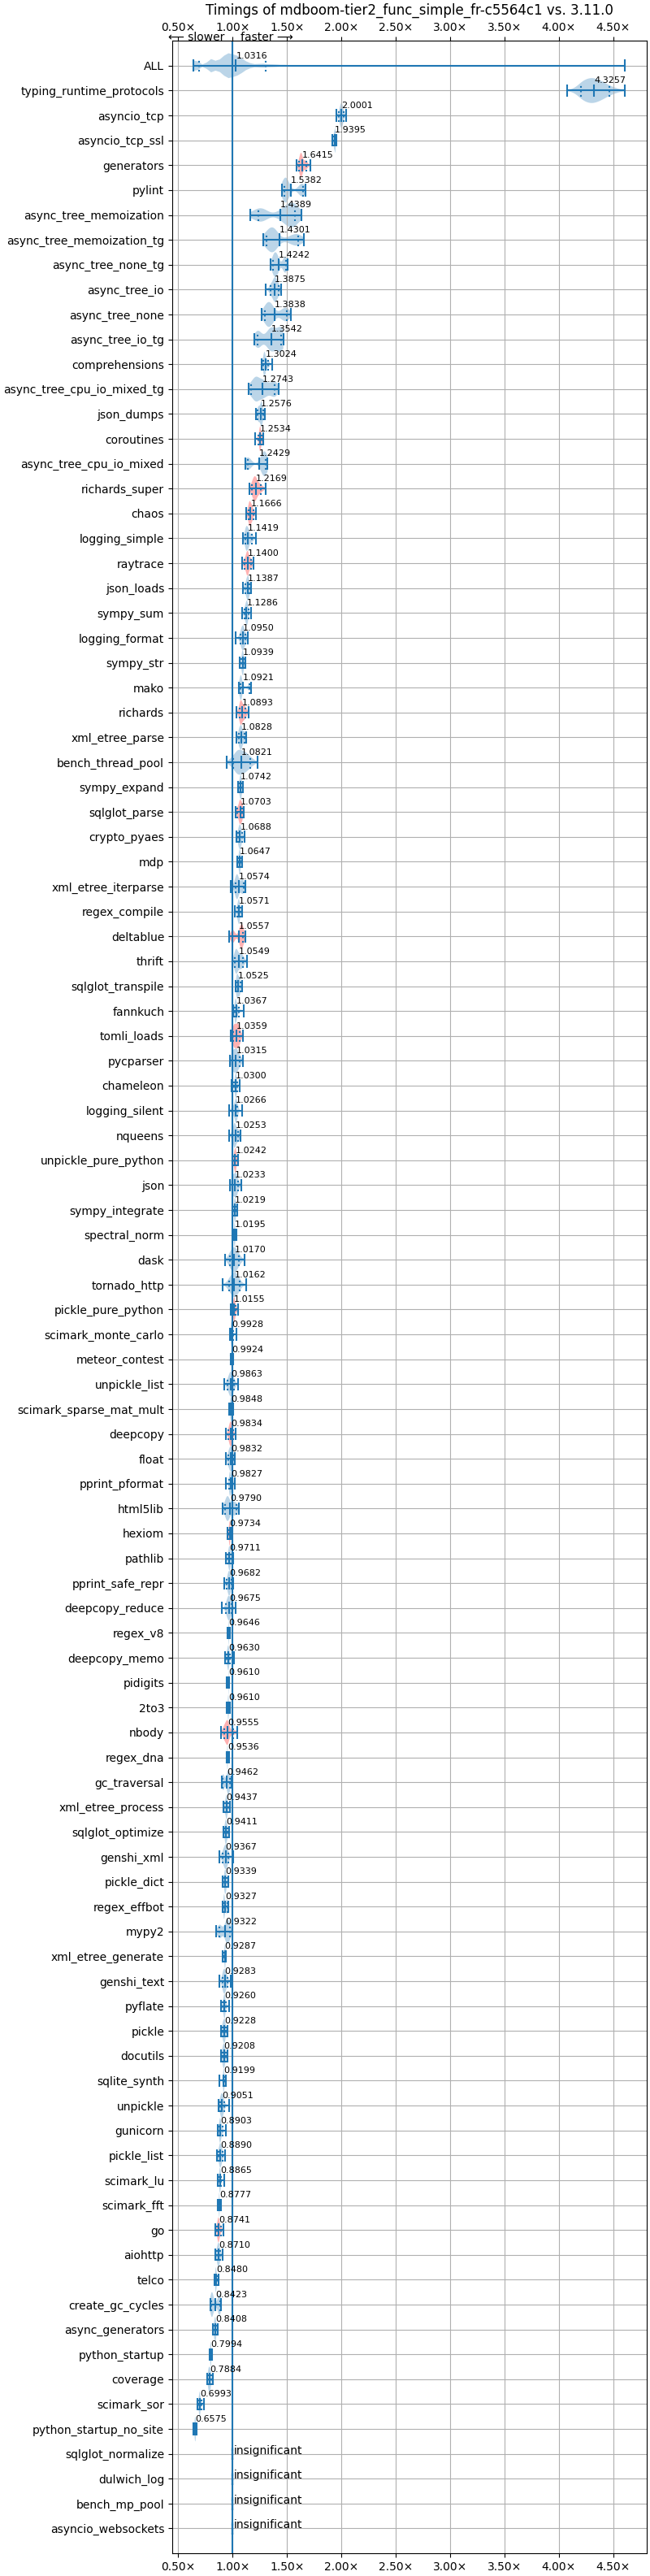 Timings of mdboom-tier2_func_simple_fr-c5564c1 vs. 3.11.0
0.50× 1.00× 1.50× 2.00× 2.50× 3.00× 3.50× 4.00× 4.50×
⟵ slower faster ⟶
ALL 1.0316
typing_runtime_protocols 4.3257
asyncio_tcp 2.0001
asyncio_tcp_ssl 1.9395
generators 1.6415
pylint 1.5382
async_tree_memoization 1.4389
async_tree_memoization_tg 1.4301
async_tree_none_tg 1.4242
async_tree_io 1.3875
async_tree_none 1.3838
async_tree_io_tg 1.3542
comprehensions 1.3024
async_tree_cpu_io_mixed_tg 1.2743
json_dumps 1.2576
coroutines 1.2534
async_tree_cpu_io_mixed 1.2429
richards_super 1.2169
chaos 1.1666
logging_simple 1.1419
raytrace 1.1400
json_loads 1.1387
sympy_sum 1.1286
logging_format 1.0950
sympy_str 1.0939
mako 1.0921
richards 1.0893
xml_etree_parse 1.0828
bench_thread_pool 1.0821
sympy_expand 1.0742
sqlglot_parse 1.0703
crypto_pyaes 1.0688
mdp 1.0647
xml_etree_iterparse 1.0574
regex_compile 1.0571
deltablue 1.0557
thrift 1.0549
sqlglot_transpile 1.0525
fannkuch 1.0367
tomli_loads 1.0359
pycparser 1.0315
chameleon 1.0300
logging_silent 1.0266
nqueens 1.0253
unpickle_pure_python 1.0242
json 1.0233
sympy_integrate 1.0219
spectral_norm 1.0195
dask 1.0170
tornado_http 1.0162
pickle_pure_python 1.0155
scimark_monte_carlo 0.9928
meteor_contest 0.9924
unpickle_list 0.9863
scimark_sparse_mat_mult 0.9848
deepcopy 0.9834
float 0.9832
pprint_pformat 0.9827
html5lib 0.9790
hexiom 0.9734
pathlib 0.9711
pprint_safe_repr 0.9682
deepcopy_reduce 0.9675
regex_v8 0.9646
deepcopy_memo 0.9630
pidigits 0.9610
2to3 0.9610
nbody 0.9555
regex_dna 0.9536
gc_traversal 0.9462
xml_etree_process 0.9437
sqlglot_optimize 0.9411
genshi_xml 0.9367
pickle_dict 0.9339
regex_effbot 0.9327
mypy2 0.9322
xml_etree_generate 0.9287
genshi_text 0.9283
pyflate 0.9260
pickle 0.9228
docutils 0.9208
sqlite_synth 0.9199
unpickle 0.9051
gunicorn 0.8903
pickle_list 0.8890
scimark_lu 0.8865
scimark_fft 0.8777
go 0.8741
aiohttp 0.8710
telco 0.8480
create_gc_cycles 0.8423
async_generators 0.8408
python_startup 0.7994
coverage 0.7884
scimark_sor 0.6993
python_startup_no_site 0.6575
sqlglot_normalize insignificant
dulwich_log insignificant
bench_mp_pool insignificant
asyncio_websockets insignificant
0.50× 1.00× 1.50× 2.00× 2.50× 3.00× 3.50× 4.00× 4.50×